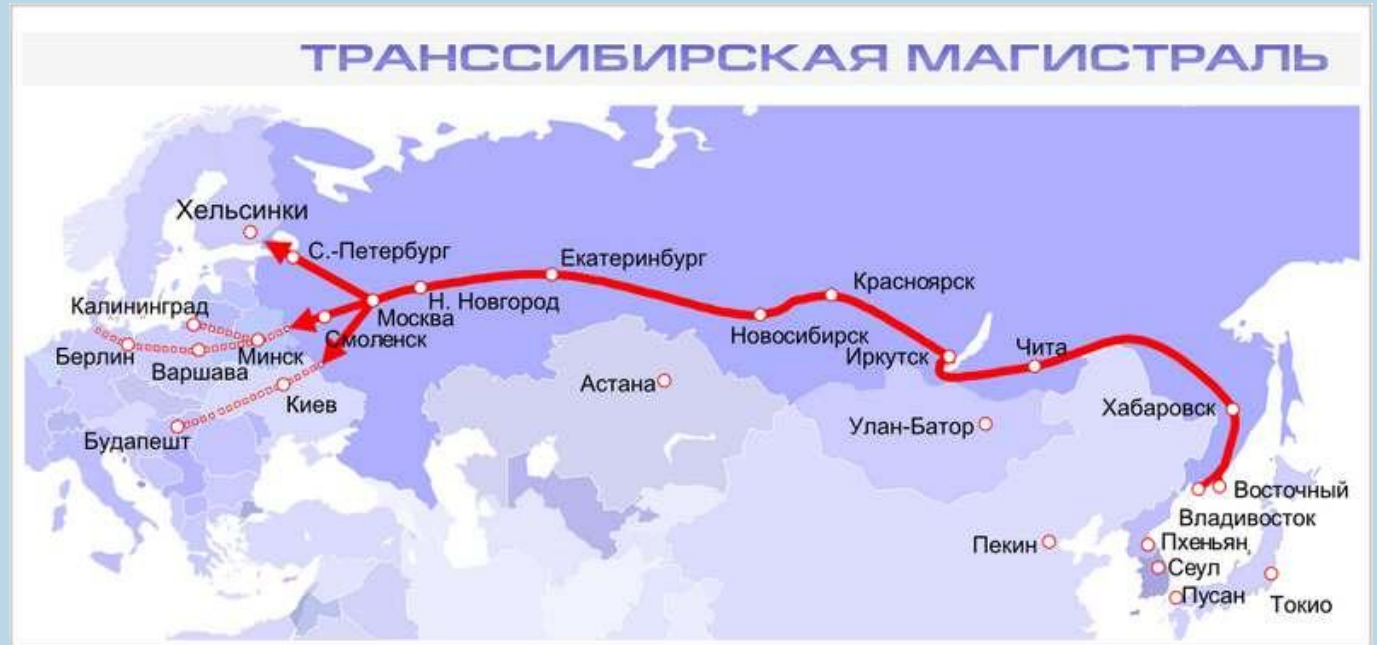 ТРАНССИБИРСКАЯ МАГИСТРАЛЬ
Хельсинки
С.-Петербург
Екатеринбург
Красноярск
Калининград
Н. Новгород
Москва
Смоленск
Новосибирск
Берлин
Минск
Варшава
Иркутск
Чита
Астана
Киев
Хабаровск
Улан-Батор
Будапешт
Восточный
Владивосток
Пекин
Пхеньян
Сеул
Пусан
Токио